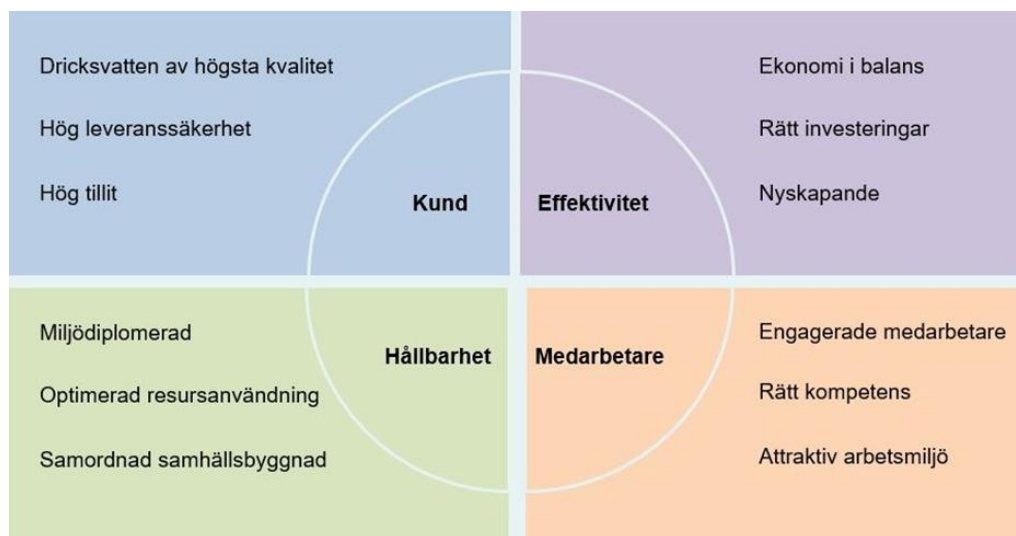 Dricksvatten av högsta kvalitet
Hög leveranssäkerhet
Hög tillit
Kund
Effektivitet
Ekonomi i balans
Rätt investeringar
Nyskapande
Miljödiplomerad
Optimerad resursanvändning
Samordnad samhällsbyggnad
Hållbarhet
Medarbetare
Engagerade medarbetare
Rätt kompetens
Attraktiv arbetsmiljö